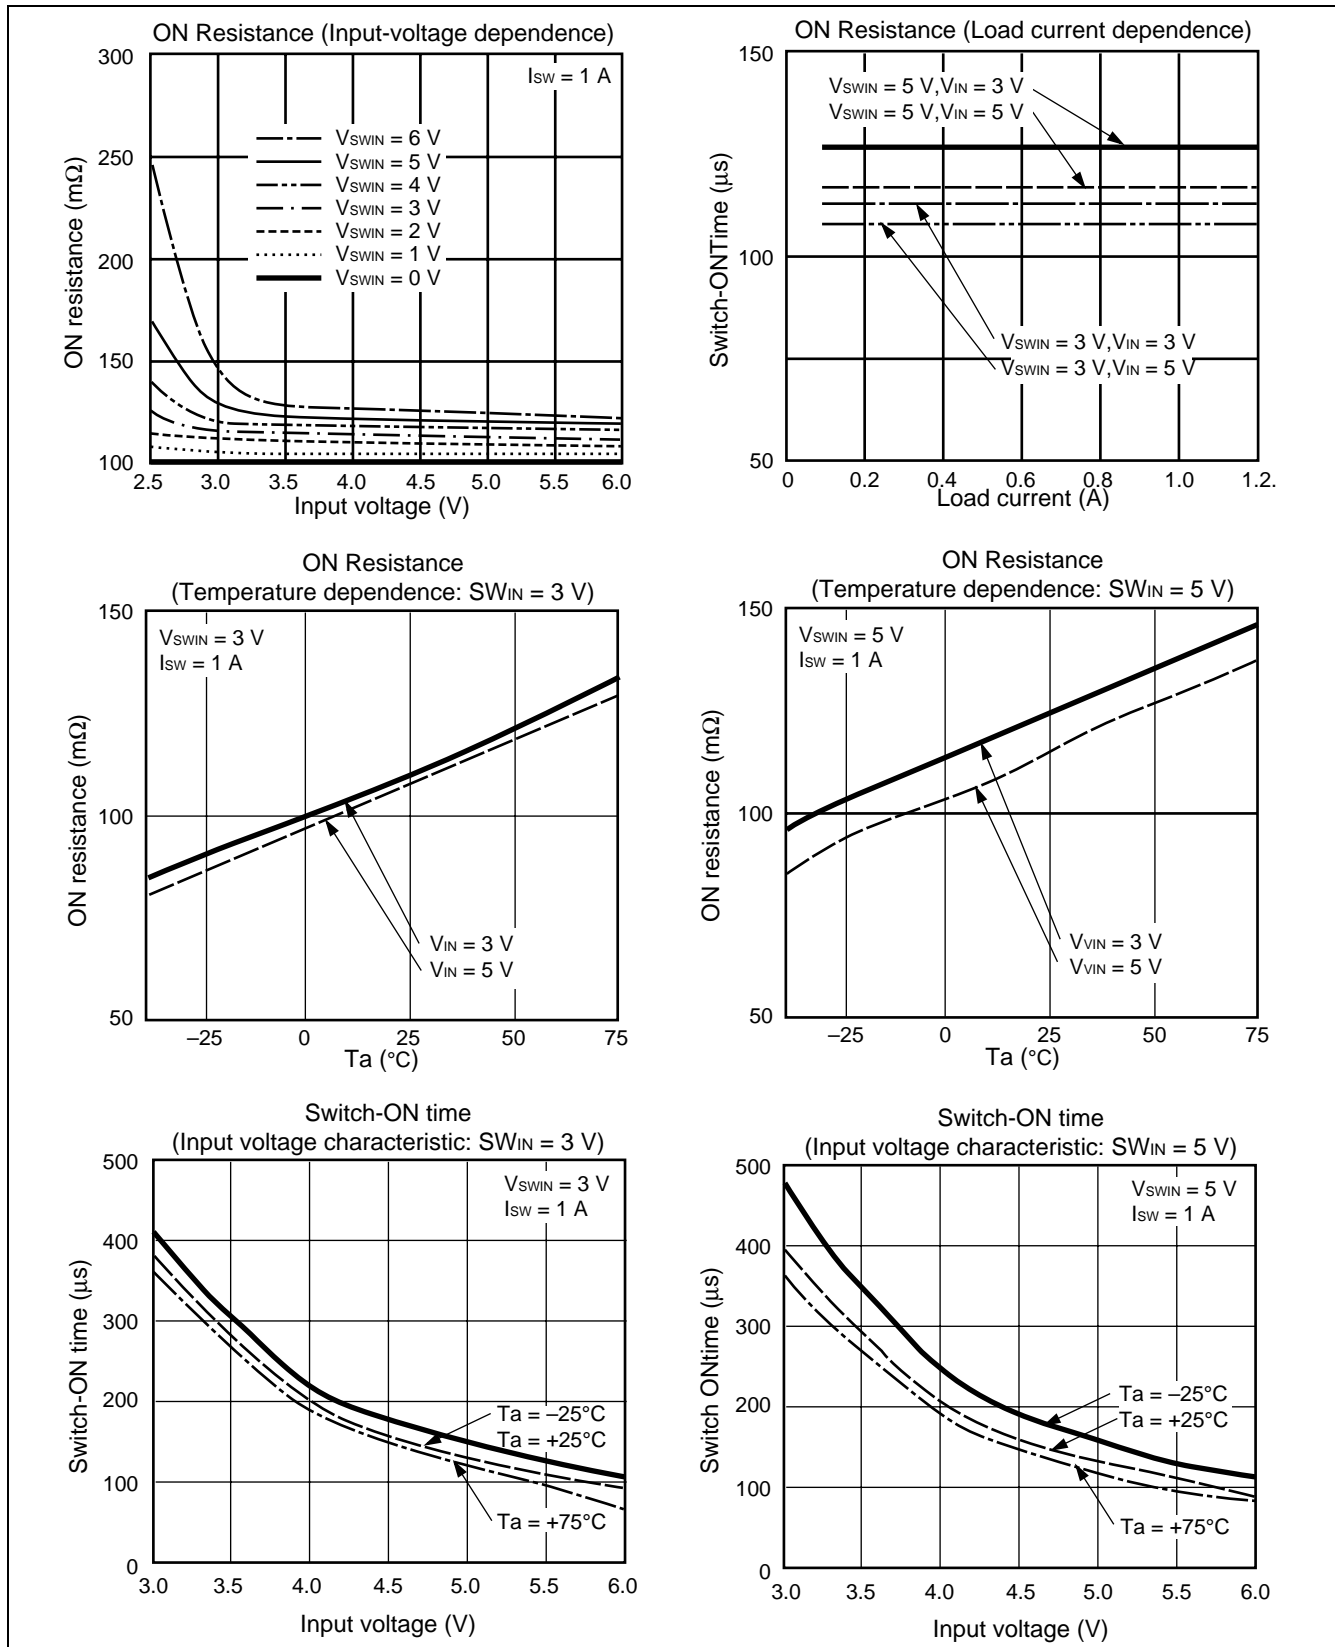 ON Resistance (Input-voltage dependence)
300
250
200
150
100
ON resistance (mΩ)
Isw = 1 A
VSWIN = 6 V
VSWIN = 5 V
VSWIN = 4 V
VSWIN = 3 V
VSWIN = 2 V
VSWIN = 1 V
VSWIN = 0 V
2.5 3.0 3.5 4.0 4.5 5.0 5.5 6.0
Input voltage (V)
ON Resistance (Load current dependence)
150
100
50
Switch-ONTime (µs)
VSWIN = 5 V,VIN = 3 V
VSWIN = 5 V,VIN = 5 V
VSWIN = 3 V,VIN = 3 V
VSWIN = 3 V,VIN = 5 V
0 0.2 0.4 0.6 0.8 1.0 1.2.
Load current (A)
ON Resistance
(Temperature dependence: SWIN = 3 V)
150
100
50
ON resistance (mΩ)
VSWIN = 3 V
Isw = 1 A
VIN = 3 V
VIN = 5 V
–25 0 25 50 75
Ta (°C)
ON Resistance
(Temperature dependence: SWIN = 5 V)
150
100
50
ON resistance (mΩ)
VSWIN = 5 V
Isw = 1 A
VVIN = 3 V
VVIN = 5 V
–25 0 25 50 75
Ta (°C)
Switch-ON time
(Input voltage characteristic: SWIN = 3 V)
500
400
300
200
100
0
Switch-ON time (µs)
VSWIN = 3 V
Isw = 1 A
Ta = –25°C
Ta = +25°C
Ta = +75°C
3.0 3.5 4.0 4.5 5.0 5.5 6.0
Input voltage (V)
Switch-ON time
(Input voltage characteristic: SWIN = 5 V)
500
400
300
200
100
0
Switch ONtime (µs)
VSWIN = 5 V
Isw = 1 A
Ta = –25°C
Ta = +25°C
Ta = +75°C
3.0 3.5 4.0 4.5 5.0 5.5 6.0
Input voltage (V)